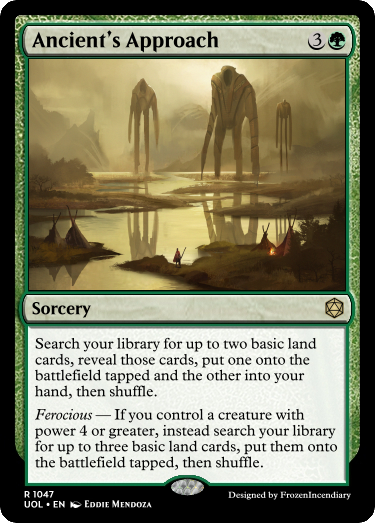 Ancient's Approach 3
Sorcery
Search your library for up to two basic land
cards, reveal those cards, put one onto the
battlefield tapped and the other into your
hand, then shuffle.
Ferocious — If you control a creature with
power 4 or greater, instead search your library
for up to three basic land cards, put them onto
the battlefield tapped, then shuffle.
R 1047
UOL • EN Eddie Mendoza
Designed by FrozenIncendiary